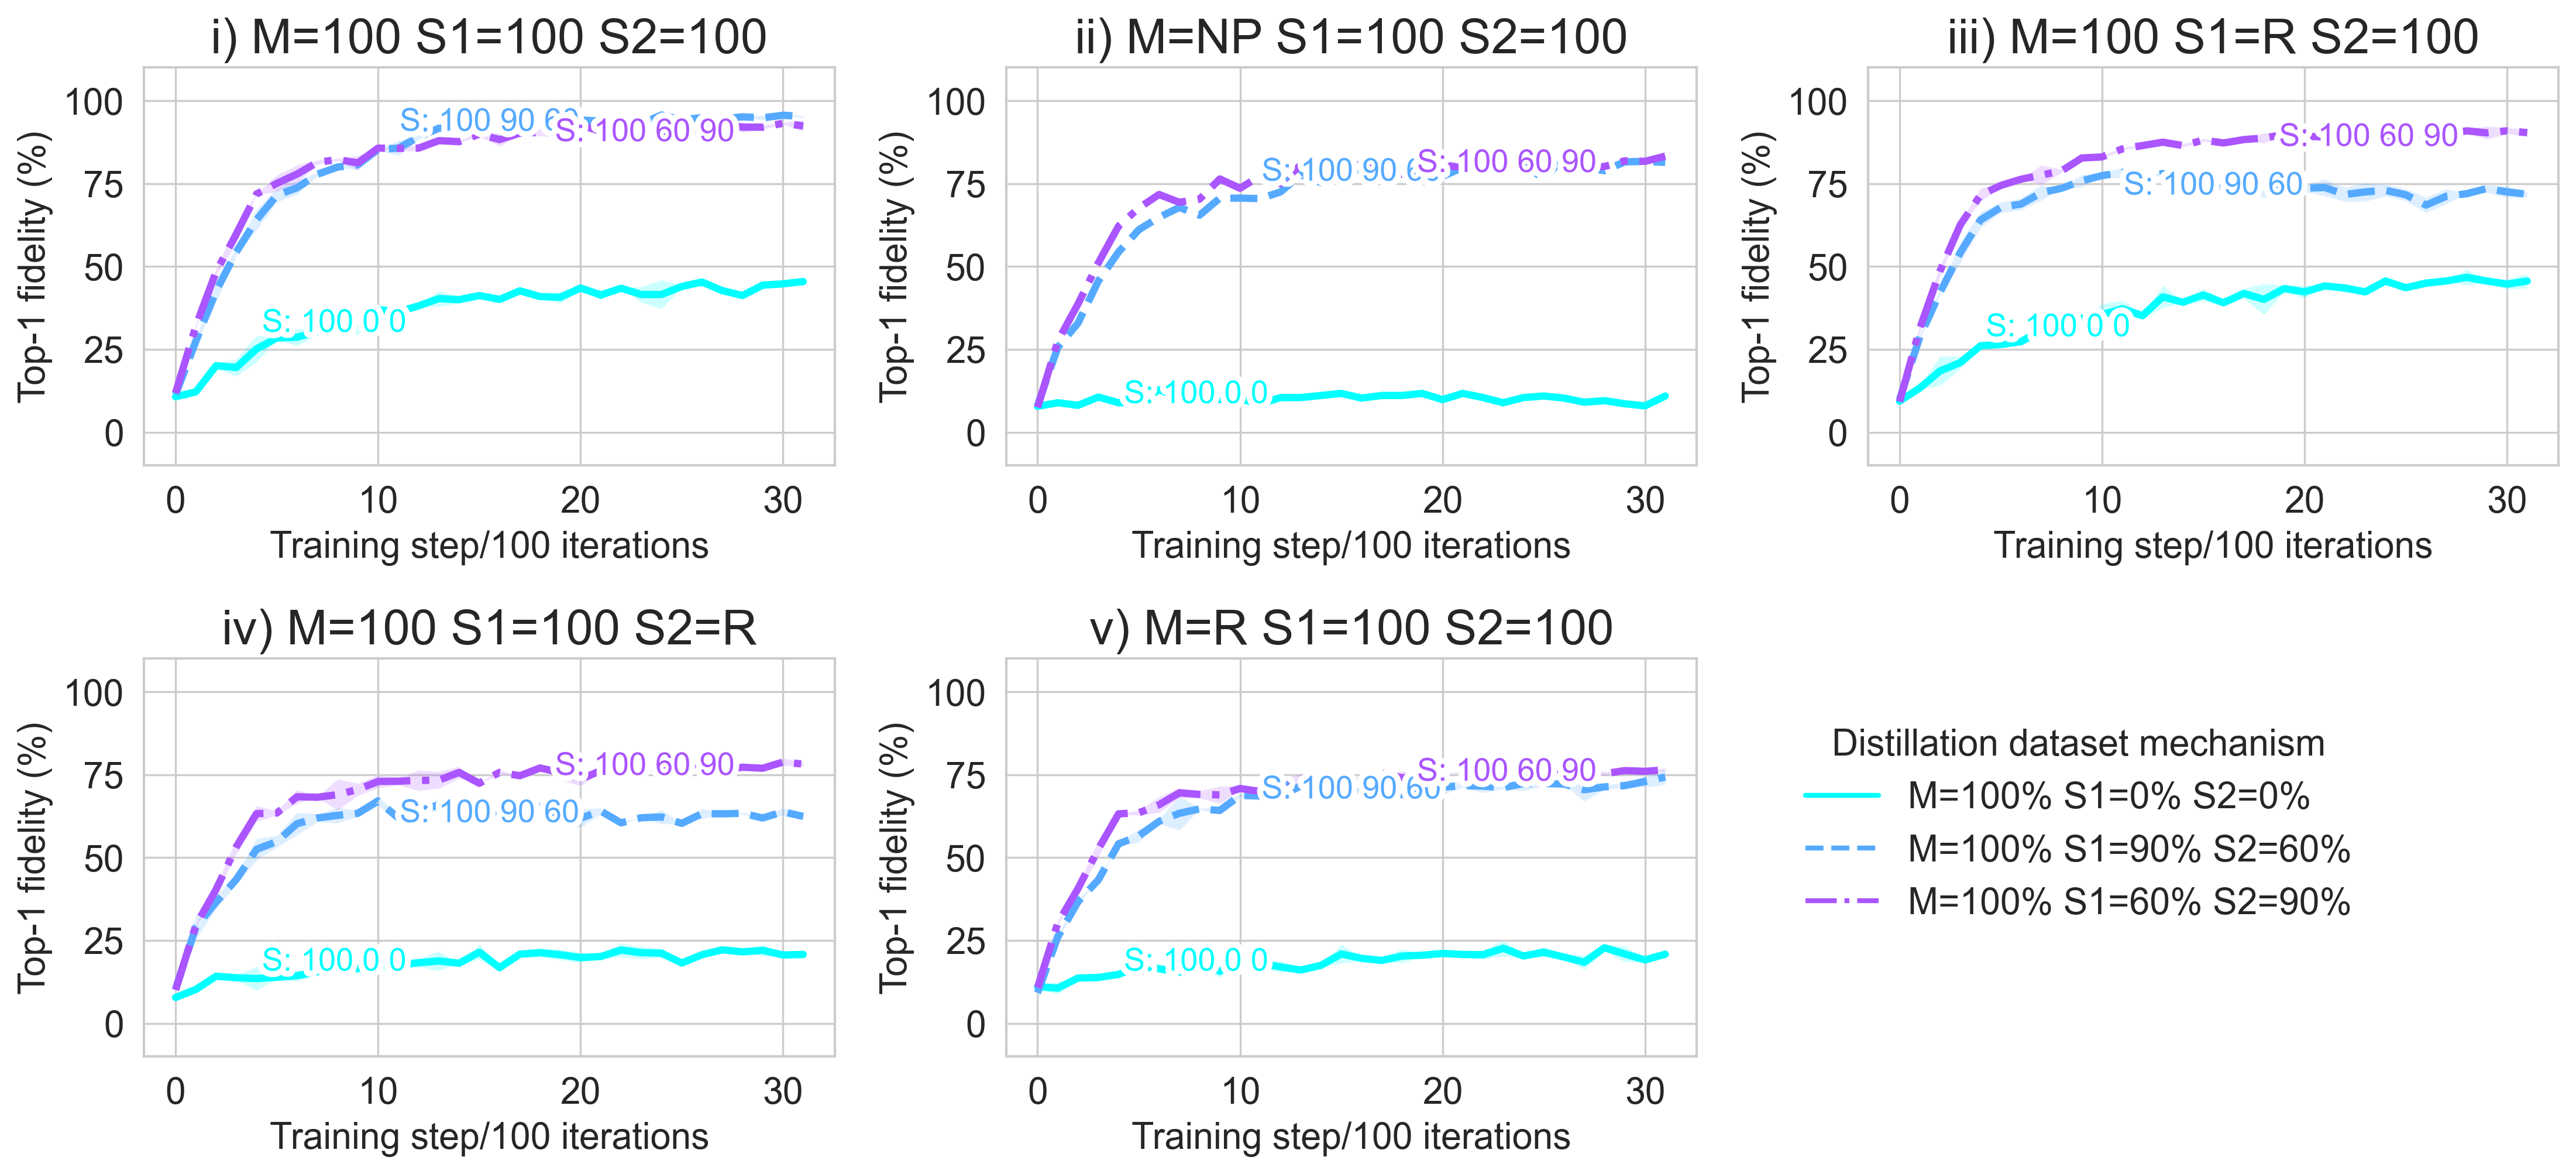 i) M=100 S1=100 S2=100
Top-1 fidelity (%)
100
75
50
25
0
S: 100 90 60
S: 100 60 90
S: 100 0 0
0 10 20 30
Training step/100 iterations
ii) M=NP S1=100 S2=100
Top-1 fidelity (%)
100
75
50
25
0
S: 100 90 60
S: 100 60 90
S: 100 0 0
0 10 20 30
Training step/100 iterations
iii) M=100 S1=R S2=100
Top-1 fidelity (%)
100
75
50
25
0
S: 100 60 90
S: 100 90 60
S: 100 0 0
0 10 20 30
Training step/100 iterations
iv) M=100 S1=100 S2=R
Top-1 fidelity (%)
100
75
50
25
0
S: 100 60 90
S: 100 90 60
S: 100 0 0
0 10 20 30
Training step/100 iterations
v) M=R S1=100 S2=100
Top-1 fidelity (%)
100
75
50
25
0
S: 100 60 90
S: 100 90 60
S: 100 0 0
0 10 20 30
Training step/100 iterations
Distillation dataset mechanism
M=100% S1=0% S2=0%
M=100% S1=90% S2=60%
M=100% S1=60% S2=90%